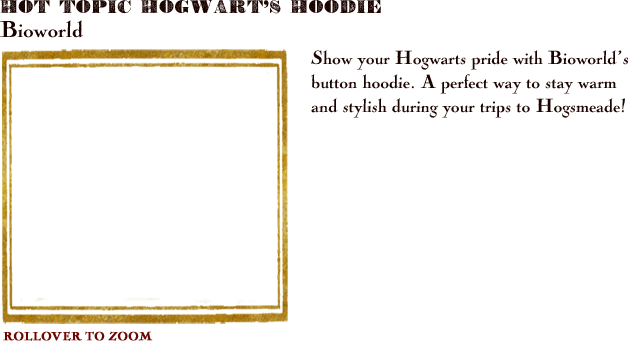 HOT TOPIC HOGWART'S HOODIE
Bioworld
Show your Hogwarts pride with Bioworld's
button hoodie. A perfect way to stay warm
and stylish during your trips to Hogsmeade!
ROLLOVER TO ZOOM